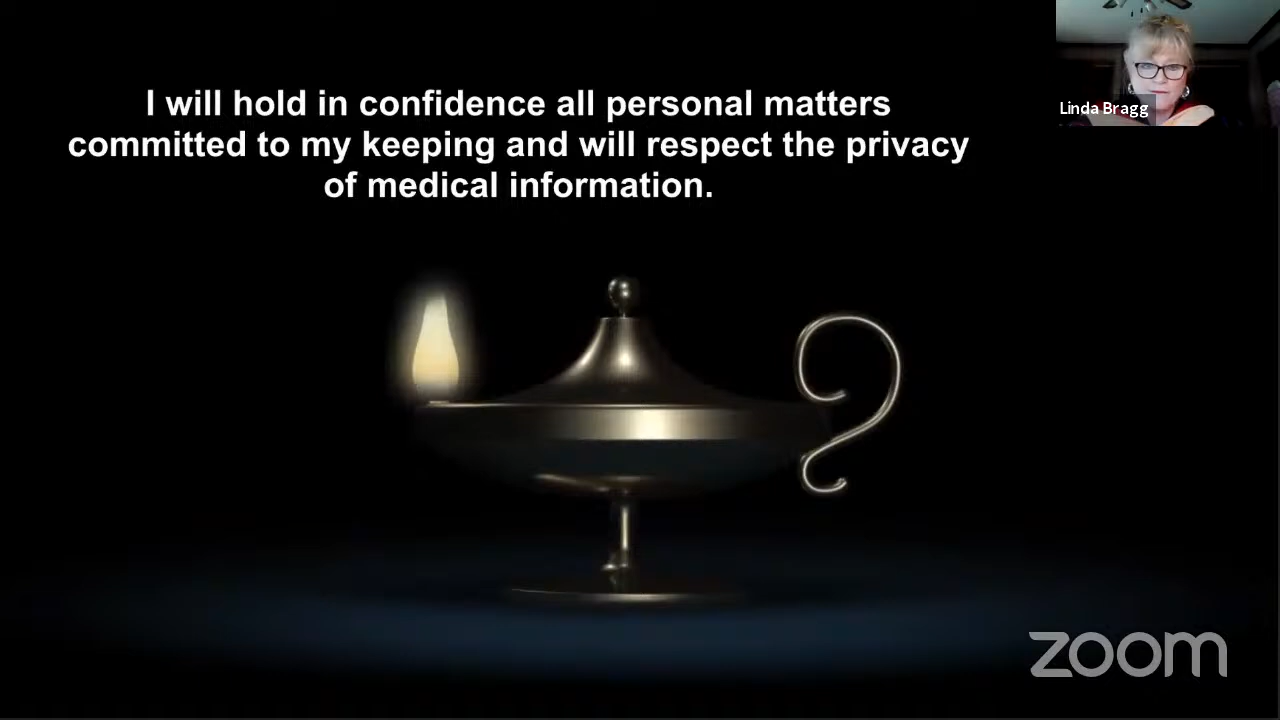 I will hold in confidence all personal matters
committed to my keeping and will respect the privacy
of medical information.
Linda Bragg
zoom